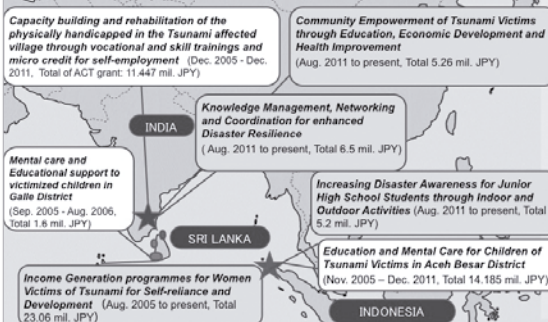 Capacity building and rehabilitation of the
physically handicapped in the Tsunami affected
village through vocational and skill trainings and
micro credit for self-employment (Dec. 2005 - Dec.
2011, Total of ACT grant: 11.447 mil. JPY)
Community Empowerment of Tsunami Victims
through Education, Economic Development and
Health Improvement
(Aug. 2011 to present, Total 5.26 mil. JPY)
Knowledge Management, Networking
and Coordination for enhanced
Disaster Resilience
( Aug. 2011 to present, Total 6.5 mil. JPY)
INDIA
Mental care and
Educational support to
victimized children in
Galle District
(Sep. 2005 - Aug. 2006,
Total 1.6 mil. JPY)
Increasing Disaster Awareness for Junior
High School Students through Indoor and
Outdoor Activities (Aug. 2011 to present, Total
5.2 mil. JPY)
SRI LANKA
Education and Mental Care for Children of
Tsunami Victims in Aceh Besar District
(Nov. 2005 – Dec. 2011, Total 14.185 mil. JPY)
Income Generation programmes for Women
Victims of Tsunami for Self-reliance and
Development (Aug. 2005 to present, Total
23.06 mil. JPY)
INDONESIA